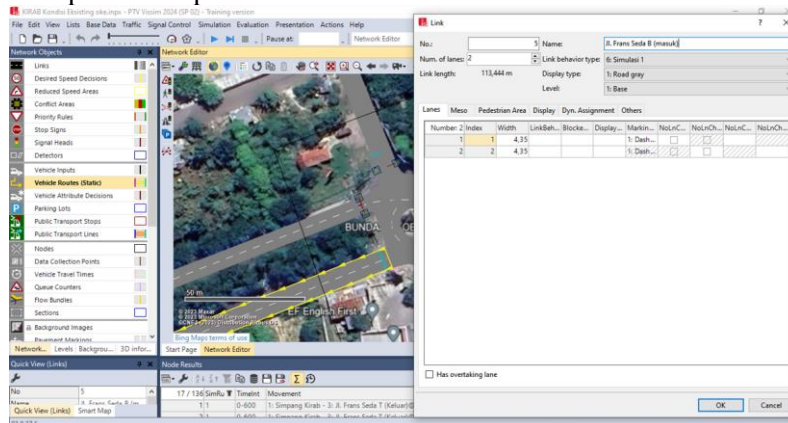 KIRAB Kondisi Eksisting oka.inpx - PTV Vissim 2024 (SP 02) - Training version
File Edit View Lists Base Data Traffic Signal Control Simulation Evaluation Presentation Actions Help
Pause at: Network Editor
Network Objects
Links
Desired Speed Decisions
Reduced Speed Areas
Conflict Areas
Priority Rules
Stop Signs
Signal Heads
Detectors
Vehicle Inputs
Vehicle Routes (Static)
Vehicle Attribute Decisions
Parking Lots
Public Transport Stops
Public Transport Lines
Nodes
Data Collection Points
Vehicle Travel Times
Queue Counters
Flow Bundles
Sections
Background Images
Pavement Markings
Network... Levels Backgrou... 3D infor...
Quick View (Links)
No 5
Name Jl. Frans Seda B (m...
Quick View (Links) Smart Map
Network Editor
BUNDA
50 m
EF English First
© 2023 Maxar
Bing Maps terms of use
Start Page Network Editor
Node Results
17 / 136 SimRu TimeInt Movement
1 1 0-600 1: Simpang Kirab - 3: Jl. Frans Seda T (Keluar)@
Link
No.: 5 Name: Jl. Frans Seda B (masuk)
Num. of lanes: 2 Link behavior type: 6: Simulasi 1
Link length: 113,444 m Display type: 1: Road gray
Level: 1: Base
Lanes Meso Pedestrian Area Display Dyn. Assignment Others
Number: 2 Index Width LinkBeh... Blocke... Display... Markin... NoLnC... NoLnCh... NoLnC... NoLnCh...
1 1 4,35 1: Dash...
2 2 4,35 1: Dash...
Has overtaking lane
OK Cancel